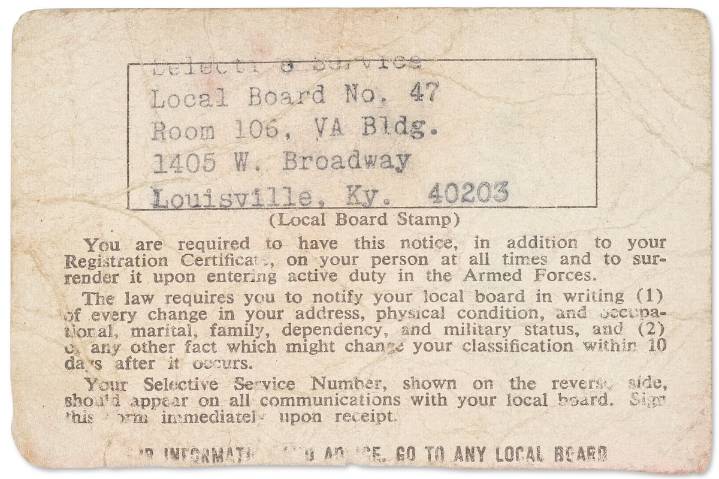 Service
Local Board No. 47
Room 106, VA Bldg.
1405 W. Broadway
Louisville, Ky. 40203
(Local Board Stamp)
You are required to have this notice, in addition to your
Registration Certificate, on your person at all times and to sur-
render it upon entering active duty in the Armed Forces.
The law requires you to notify your local board in writing (1)
of every change in your address, physical condition, and occupa-
tional, marital, family, dependency, and military status, and (2)
of any other fact which might change your classification within 10
days after it occurs.
Your Selective Service Number, shown on the reverse side,
should appear on all communications with your local board. Sign
this form immediately upon receipt.
INFORMATION AND ADVICE, GO TO ANY LOCAL BOARD